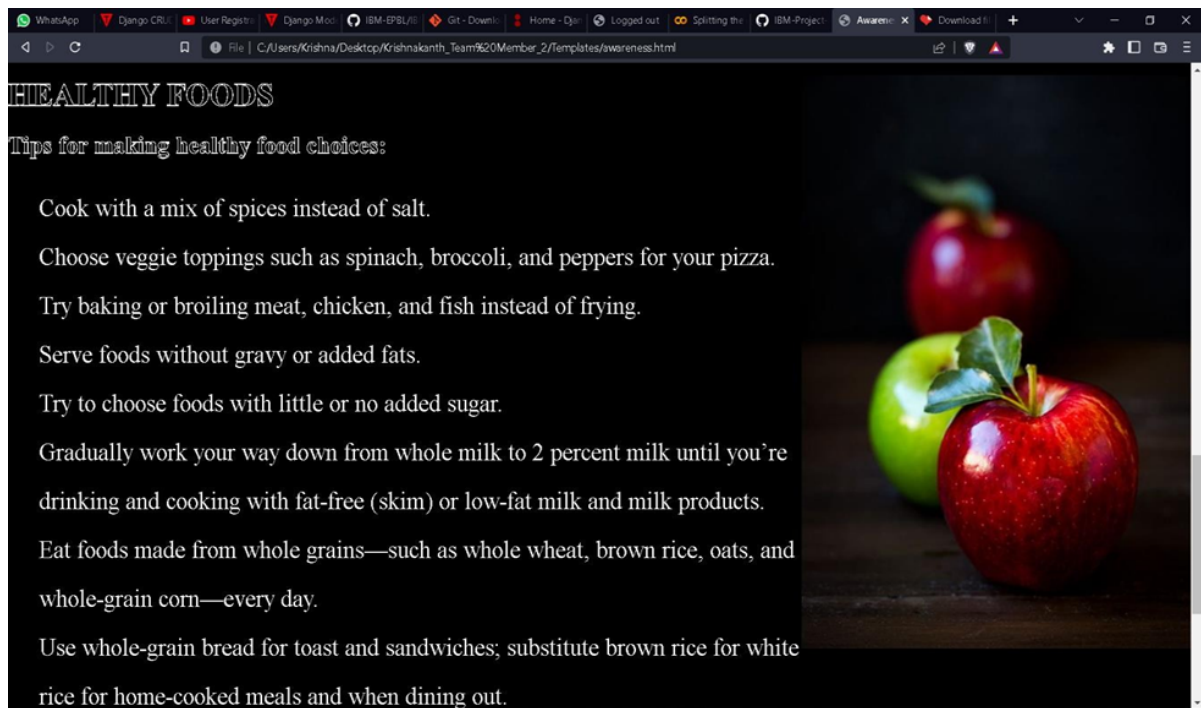 WhatsApp
Django CRU
User Registra
Django Mod
IBM-EPBL/IB
Git - Downlo
Home - Djan
Logged out
Splitting the
IBM-Project
Awarene
Download fi
File | C:/Users/Krishna/Desktop/Krishnakanth_Team%20Member_2/Templates/awareness.html
HEALTHY FOODS
Tips for making healthy food choices:
Cook with a mix of spices instead of salt.
Choose veggie toppings such as spinach, broccoli, and peppers for your pizza.
Try baking or broiling meat, chicken, and fish instead of frying.
Serve foods without gravy or added fats.
Try to choose foods with little or no added sugar.
Gradually work your way down from whole milk to 2 percent milk until you’re
drinking and cooking with fat-free (skim) or low-fat milk and milk products.
Eat foods made from whole grains—such as whole wheat, brown rice, oats, and
whole-grain corn—every day.
Use whole-grain bread for toast and sandwiches; substitute brown rice for white
rice for home-cooked meals and when dining out.